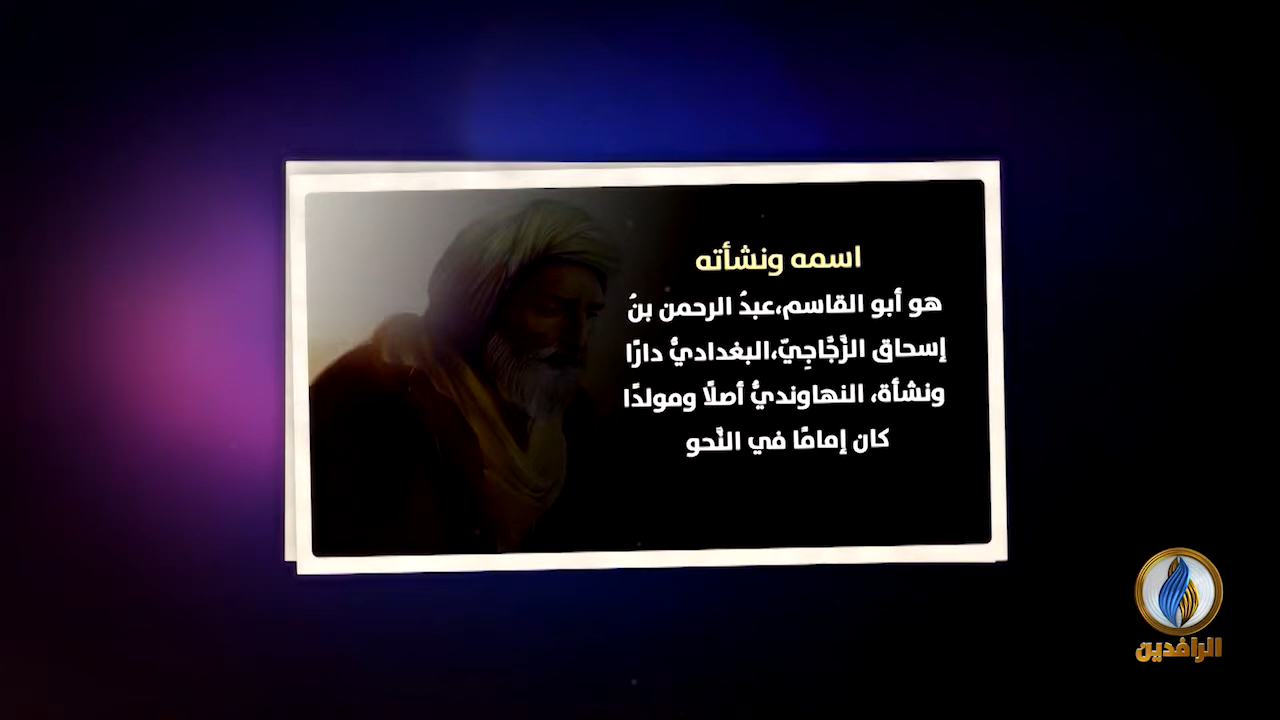 اسمه ونشأته
هو أبو القاسم،عبدُ الرحمن بنُ
إسحاق الزَّجَّاجِيّ،البغداديُّ دارًا
ونشأة، النهاونديُّ أصلًا ومولدًا
كان إمامًا في النَّحو
الرافدين